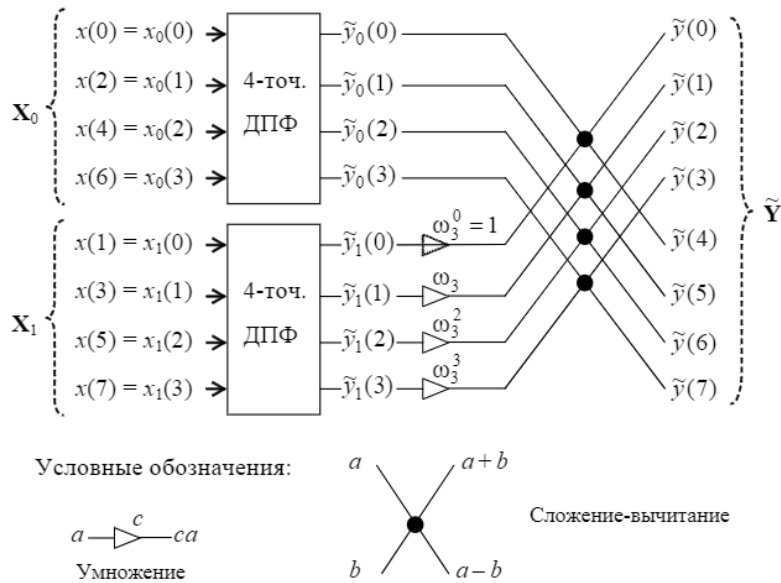 x(0) = x₀(0) ỹ₀(0) ỹ(0)
x(2) = x₀(1) 4-точ. ỹ₀(1) ỹ(1)
X₀
x(4) = x₀(2) ДПФ ỹ₀(2) ỹ(2)
x(6) = x₀(3) ỹ₀(3) ỹ(3)
Ỹ
x(1) = x₁(0) ỹ₁(0) ω₃⁰ = 1 ỹ(4)
x(3) = x₁(1) 4-точ. ỹ₁(1) ω₃ ỹ(5)
X₁
x(5) = x₁(2) ДПФ ỹ₁(2) ω₃² ỹ(6)
x(7) = x₁(3) ỹ₁(3) ω₃³ ỹ(7)
Условные обозначения:
a a + b
c
a ca
Сложение-вычитание
Умножение
b a – b